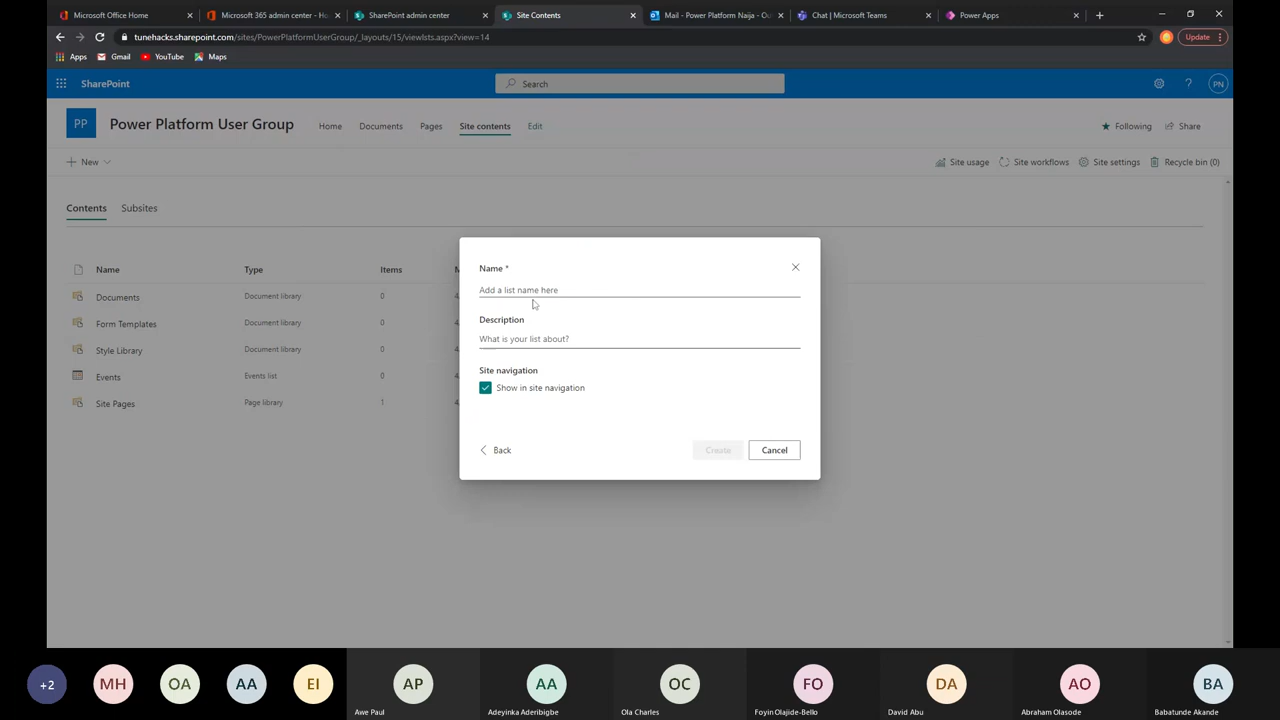 Microsoft Office Home
Microsoft 365 admin center - Ho
SharePoint admin center
Site Contents
Mail - Power Platform Naija - Ou
Chat | Microsoft Teams
Power Apps
tunehacks.sharepoint.com/sites/PowerPlatformUserGroup/_layouts/15/viewlsts.aspx?view=14
Update
Apps
Gmail
YouTube
Maps
SharePoint
Search
?
PN
PP
Power Platform User Group
Home
Documents
Pages
Site contents
Edit
Following
Share
New
Site usage
Site workflows
Site settings
Recycle bin (0)
Contents
Subsites
Name
Type
Items
Documents
Document library
0
Form Templates
Document library
0
Style Library
Document library
0
Events
Events list
0
Site Pages
Page library
1
Name *
Add a list name here
Description
What is your list about?
Site navigation
Show in site navigation
Back
Create
Cancel
+2
MH
OA
AA
EI
AP
Awe Paul
AA
Adeyinka Aderibigbe
OC
Ola Charles
FO
Foyin Olajide-Bello
DA
David Abu
AO
Abraham Olasode
BA
Babatunde Akande